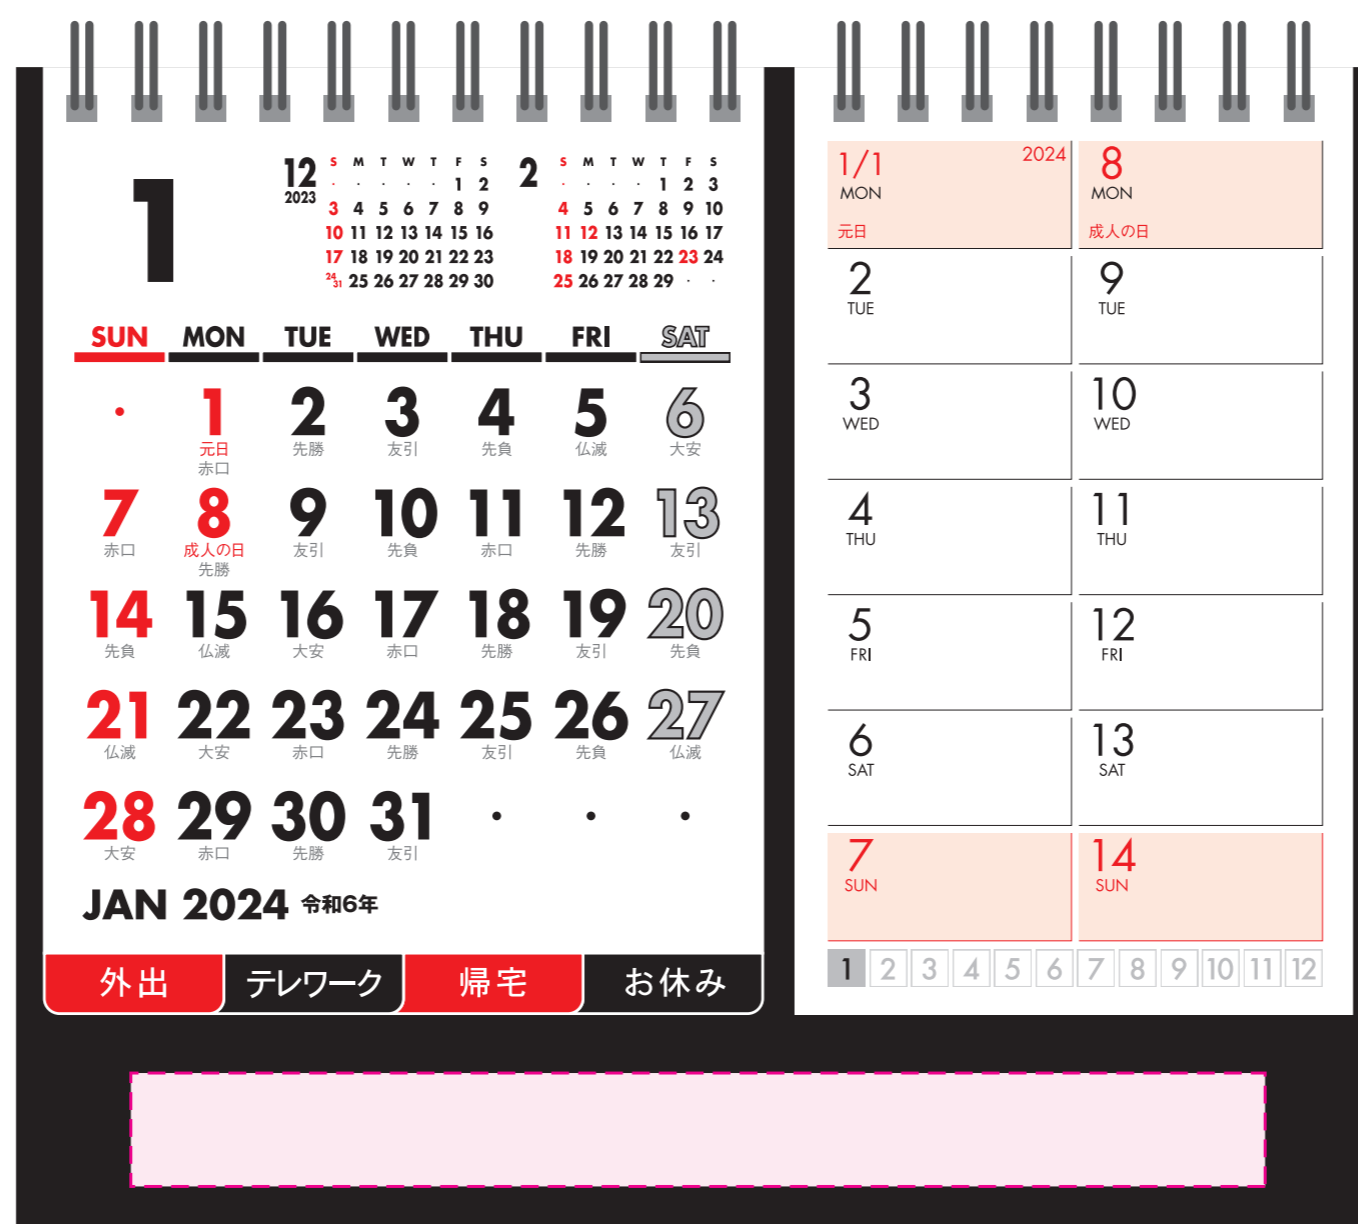 1
12 2023
S M T W T F S
1 2
3 4 5 6 7 8 9
10 11 12 13 14 15 16
17 18 19 20 21 22 23
24/31 25 26 27 28 29 30
2
S M T W T F S
1 2 3
4 5 6 7 8 9 10
11 12 13 14 15 16 17
18 19 20 21 22 23 24
25 26 27 28 29
SUN MON TUE WED THU FRI SAT
1 2 3 4 5 6
元日 先勝 友引 先負 仏滅 大安
赤口
7 8 9 10 11 12 13
赤口 成人の日 友引 先負 赤口 先勝 友引
先勝
14 15 16 17 18 19 20
先負 仏滅 大安 赤口 先勝 友引 先負
21 22 23 24 25 26 27
仏滅 大安 赤口 先勝 友引 先負 仏滅
28 29 30 31
大安 赤口 先勝 友引
JAN 2024 令和6年
外出 テレワーク 帰宅 お休み
1/1 2024
MON
元日
2
TUE
3
WED
4
THU
5
FRI
6
SAT
7
SUN
8
MON
成人の日
9
TUE
10
WED
11
THU
12
FRI
13
SAT
14
SUN
1 2 3 4 5 6 7 8 9 10 11 12